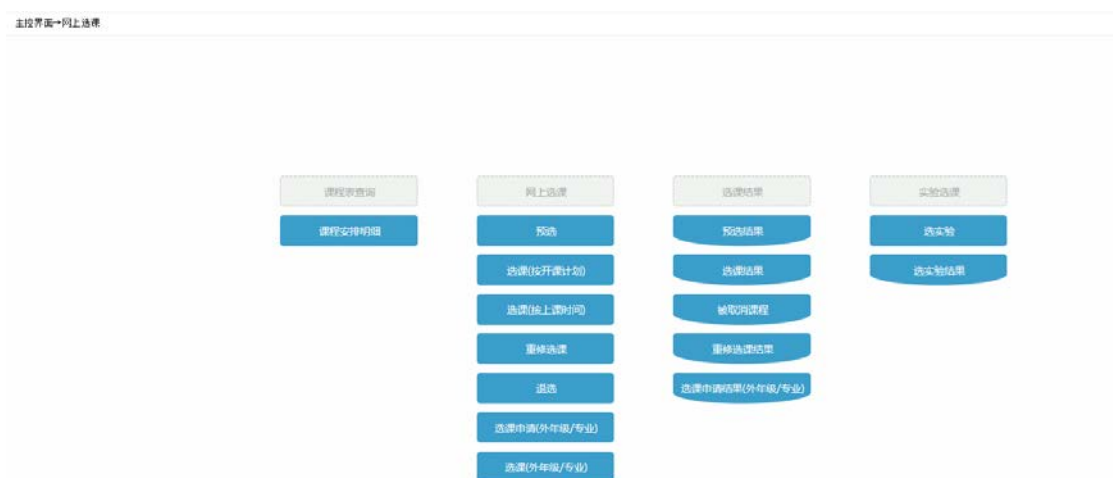 主控界面→网上选课
课程表查询
网上选课
选课结果
实验选课
课程安排明细
预选
预选结果
选实验
选课(按开课计划)
选课结果
选实验结果
选课(按上课时间)
被取消课程
重修选课
重修选课结果
退选
选课申请结果(外年级/专业)
选课申请(外年级/专业)
选课(外年级/专业)